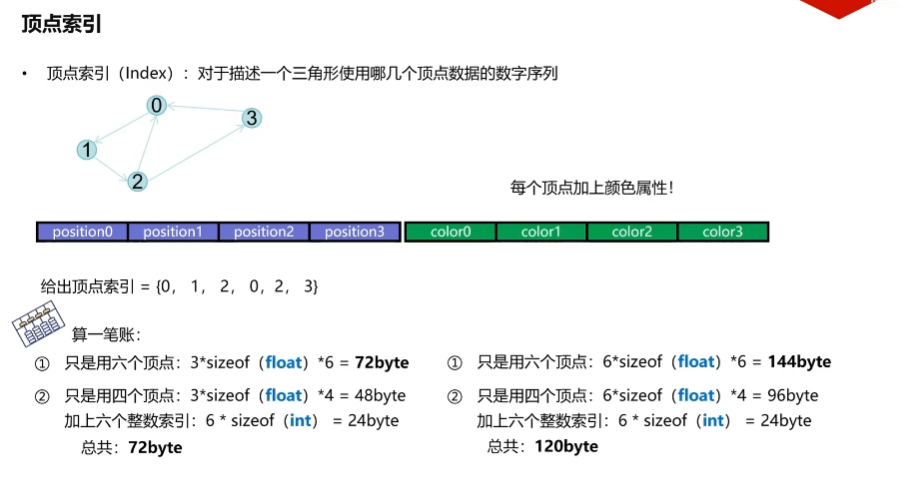 顶点索引
• 顶点索引（Index）：对于描述一个三角形使用哪几个顶点数据的数字序列
0
3
1
2
每个顶点加上颜色属性！
position0 position1 position2 position3 color0 color1 color2 color3
给出顶点索引 = {0， 1， 2， 0，2， 3}
算一笔账：
① 只是用六个顶点：3*sizeof（float）*6 = 72byte
② 只是用四个顶点：3*sizeof（float）*4 = 48byte
加上六个整数索引：6 * sizeof（int） = 24byte
总共：72byte
① 只是用六个顶点：6*sizeof（float）*6 = 144byte
② 只是用四个顶点：6*sizeof（float）*4 = 96byte
加上六个整数索引：6 * sizeof（int） = 24byte
总共：120byte